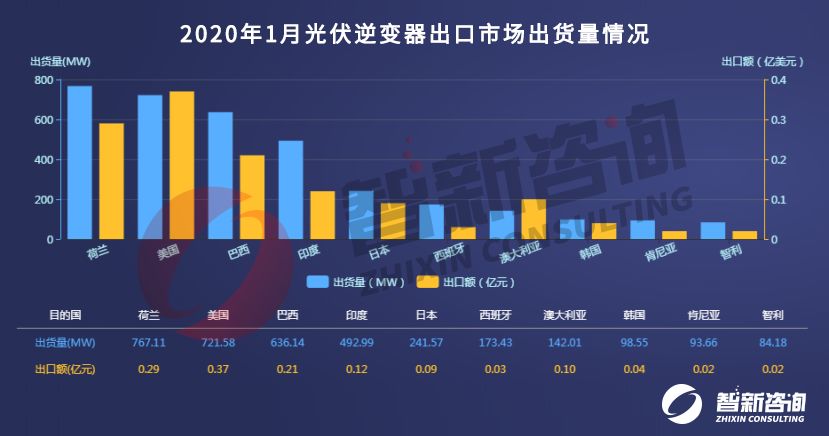 2020年1月光伏逆变器出口市场出货量情况
出货量(MW) 出口额（亿美元）
800 0.4
600 0.3
400 0.2
200 0.1
0 0
荷兰 美国 巴西 印度 日本 西班牙 澳大利亚 韩国 肯尼亚 智利
出货量（MW） 出口额（亿元）
目的国 荷兰 美国 巴西 印度 日本 西班牙 澳大利亚 韩国 肯尼亚 智利
出货量(MW) 767.11 721.58 636.14 492.99 241.57 173.43 142.01 98.55 93.66 84.18
出口额(亿元) 0.29 0.37 0.21 0.12 0.09 0.03 0.10 0.04 0.02 0.02
智新咨询
ZHIXIN CONSULTING
智新咨询
ZHIXIN CONSULTING